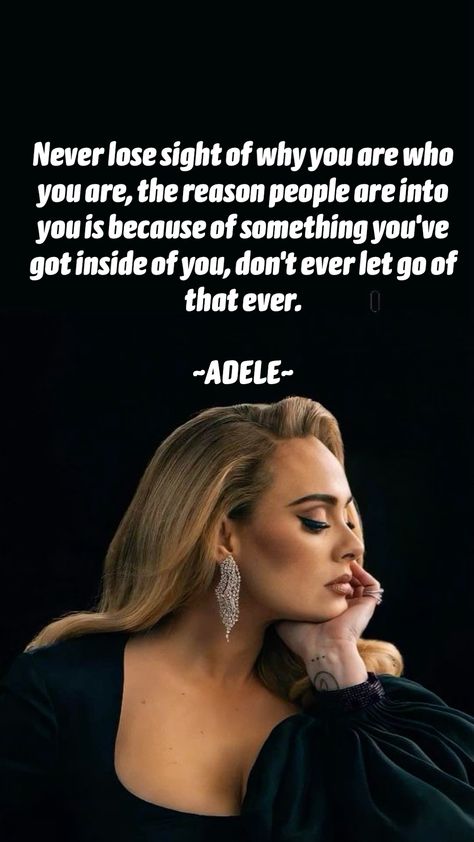 Never lose sight of why you are who
you are, the reason people are into
you is because of something you've
got inside of you, don't ever let go of
that ever.
~ADELE~